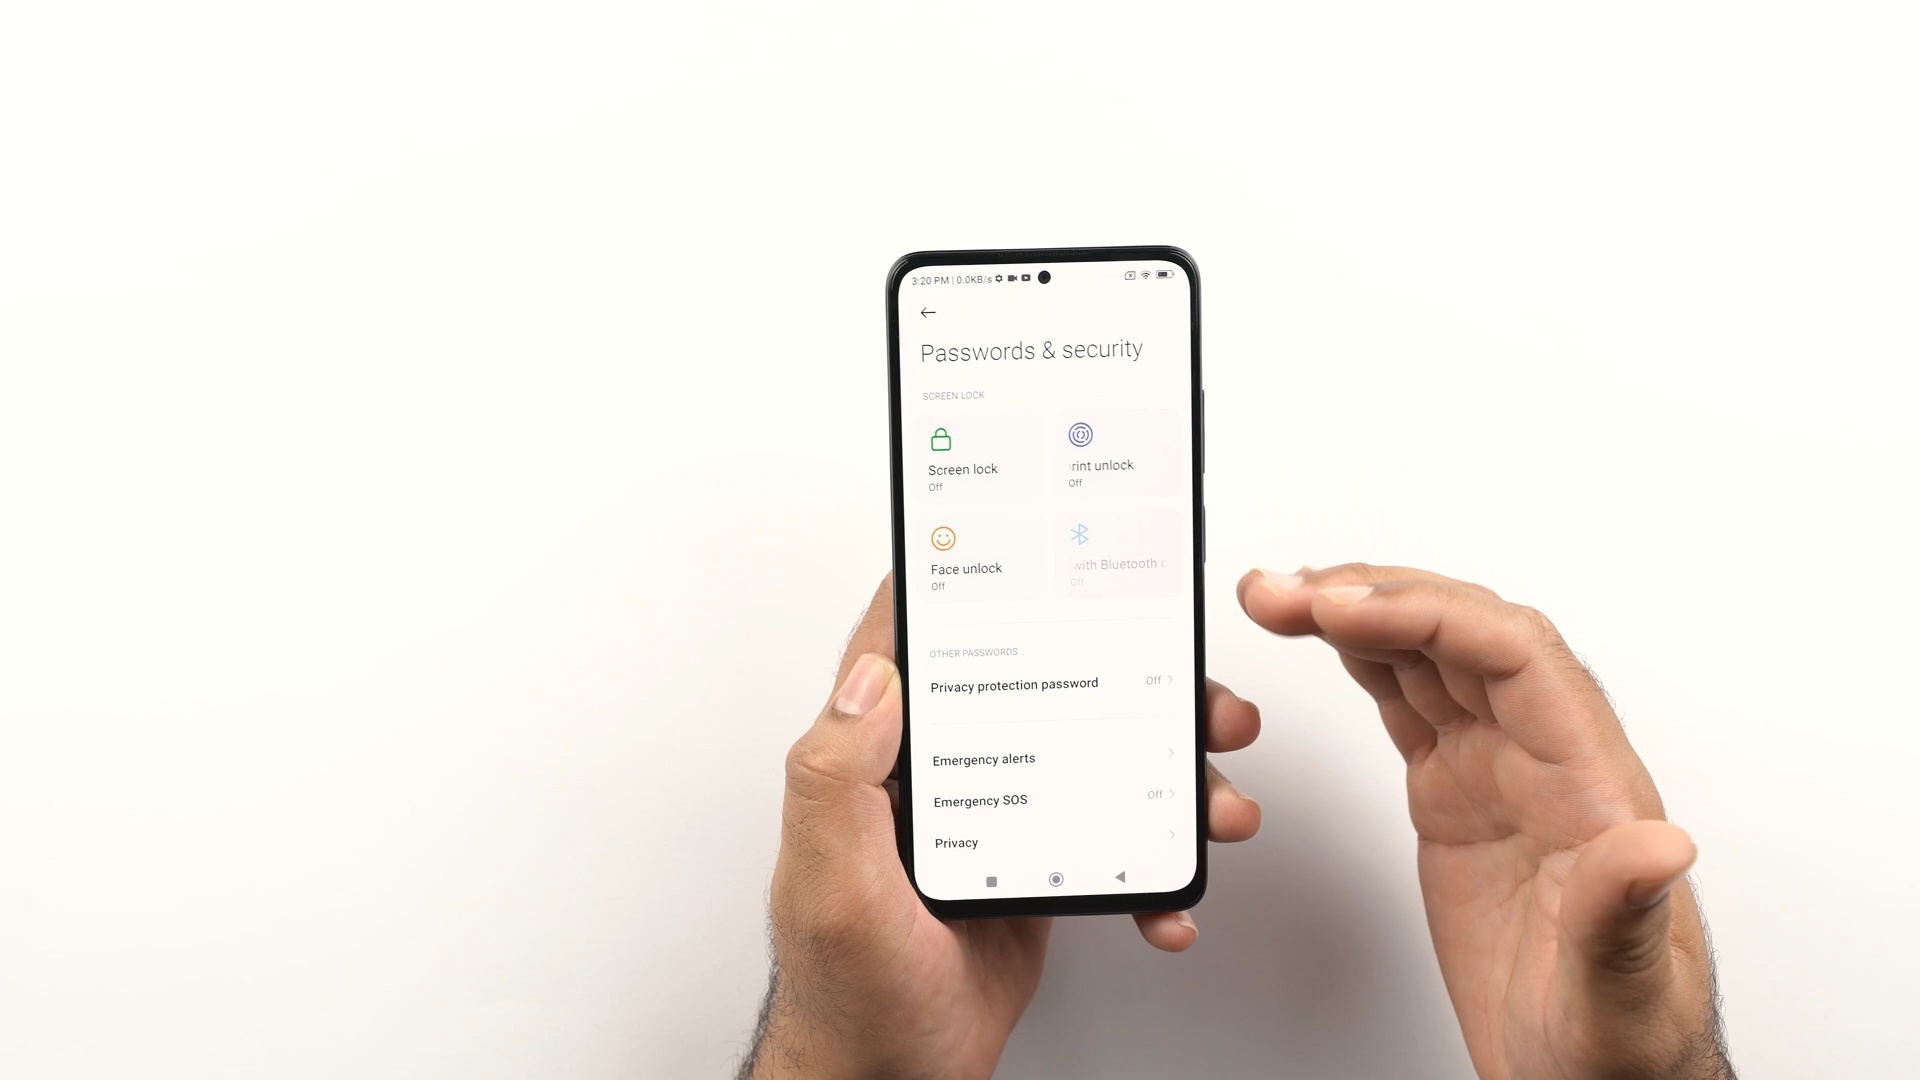 3:20 PM | 0.0KB/s
Passwords & security
SCREEN LOCK
Screen lock
Off
rint unlock
Off
Face unlock
Off
with Bluetooth
Off
OTHER PASSWORDS
Privacy protection password Off
Emergency alerts
Emergency SOS Off
Privacy